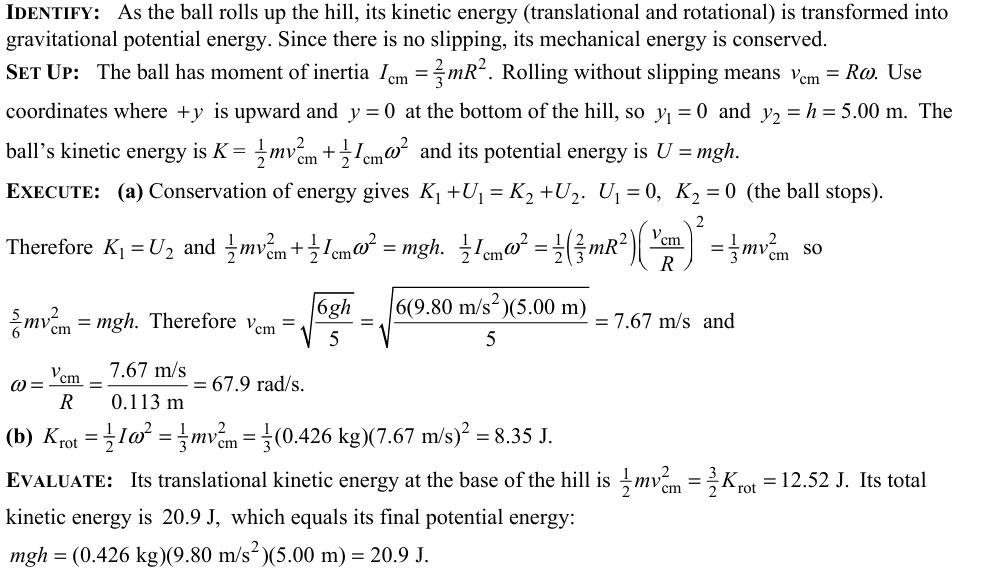 IDENTIFY: As the ball rolls up the hill, its kinetic energy (translational and rotational) is transformed into
gravitational potential energy. Since there is no slipping, its mechanical energy is conserved.
SET UP: The ball has moment of inertia I_cm = 2/3 mR². Rolling without slipping means v_cm = Rω. Use
coordinates where +y is upward and y = 0 at the bottom of the hill, so y₁ = 0 and y₂ = h = 5.00 m. The
ball's kinetic energy is K = 1/2 mv²_cm + 1/2 I_cm ω² and its potential energy is U = mgh.
EXECUTE: (a) Conservation of energy gives K₁ + U₁ = K₂ + U₂. U₁ = 0, K₂ = 0 (the ball stops).
Therefore K₁ = U₂ and 1/2 mv²_cm + 1/2 I_cm ω² = mgh. 1/2 I_cm ω² = 1/2 (2/3 mR²)(v_cm/R)² = 1/3 mv²_cm so
5/6 mv²_cm = mgh. Therefore v_cm = √(6gh/5) = √(6(9.80 m/s²)(5.00 m)/5) = 7.67 m/s and
ω = v_cm/R = 7.67 m/s / 0.113 m = 67.9 rad/s.
(b) K_rot = 1/2 Iω² = 1/3 mv²_cm = 1/3 (0.426 kg)(7.67 m/s)² = 8.35 J.
EVALUATE: Its translational kinetic energy at the base of the hill is 1/2 mv²_cm = 3/2 K_rot = 12.52 J. Its total
kinetic energy is 20.9 J, which equals its final potential energy:
mgh = (0.426 kg)(9.80 m/s²)(5.00 m) = 20.9 J.